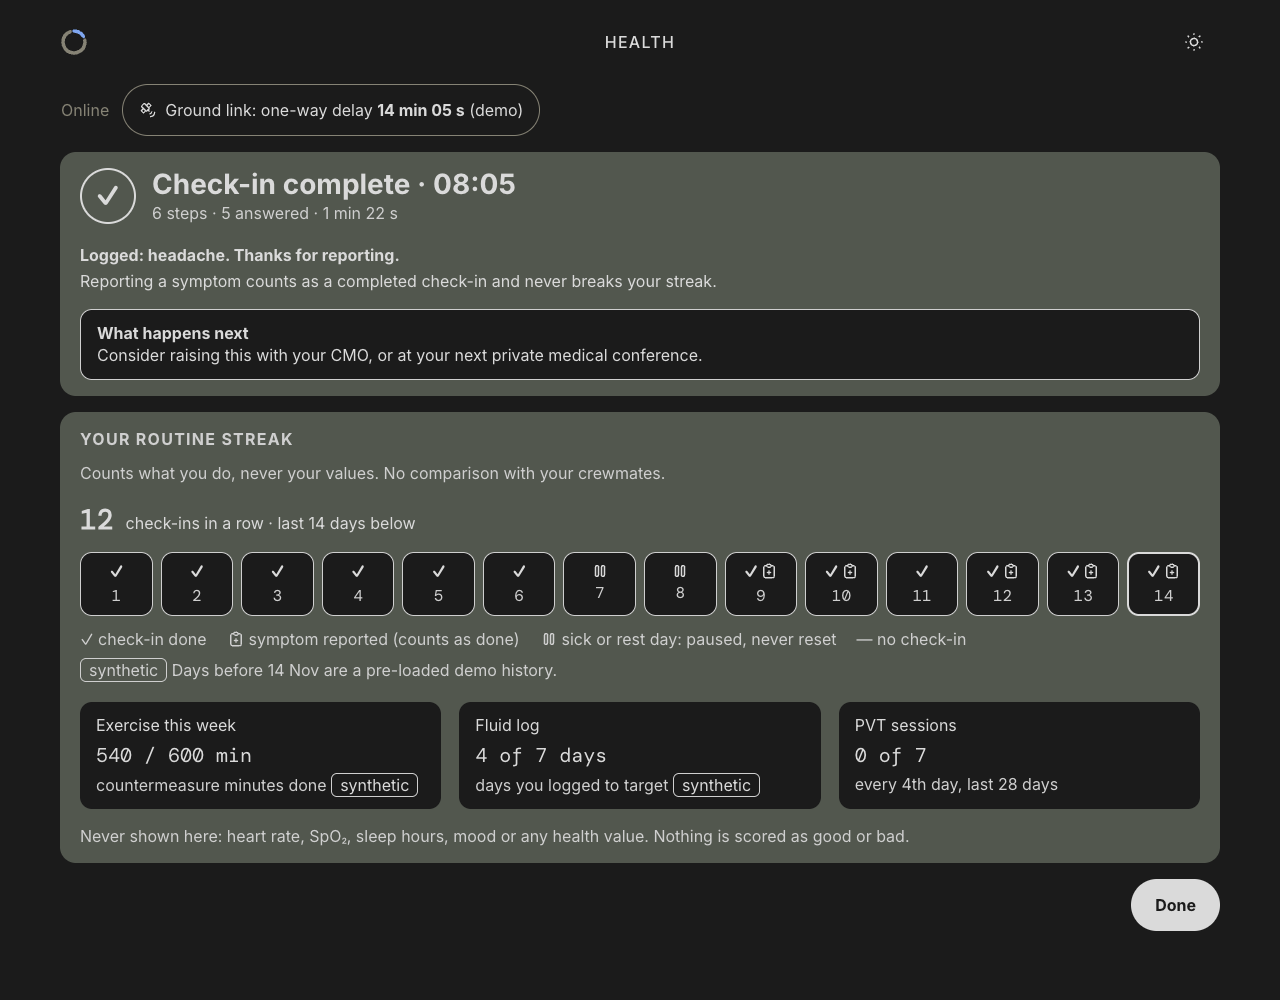 HEALTH
Online
Ground link: one-way delay 14 min 05 s (demo)
Check-in complete · 08:05
6 steps · 5 answered · 1 min 22 s
Logged: headache. Thanks for reporting.
Reporting a symptom counts as a completed check-in and never breaks your streak.
What happens next
Consider raising this with your CMO, or at your next private medical conference.
YOUR ROUTINE STREAK
Counts what you do, never your values. No comparison with your crewmates.
12 check-ins in a row · last 14 days below
1 2 3 4 5 6 7 8 9 10 11 12 13 14
check-in done symptom reported (counts as done) sick or rest day: paused, never reset — no check-in
synthetic Days before 14 Nov are a pre-loaded demo history.
Exercise this week
540 / 600 min
countermeasure minutes done synthetic
Fluid log
4 of 7 days
days you logged to target synthetic
PVT sessions
0 of 7
every 4th day, last 28 days
Never shown here: heart rate, SpO₂, sleep hours, mood or any health value. Nothing is scored as good or bad.
Done